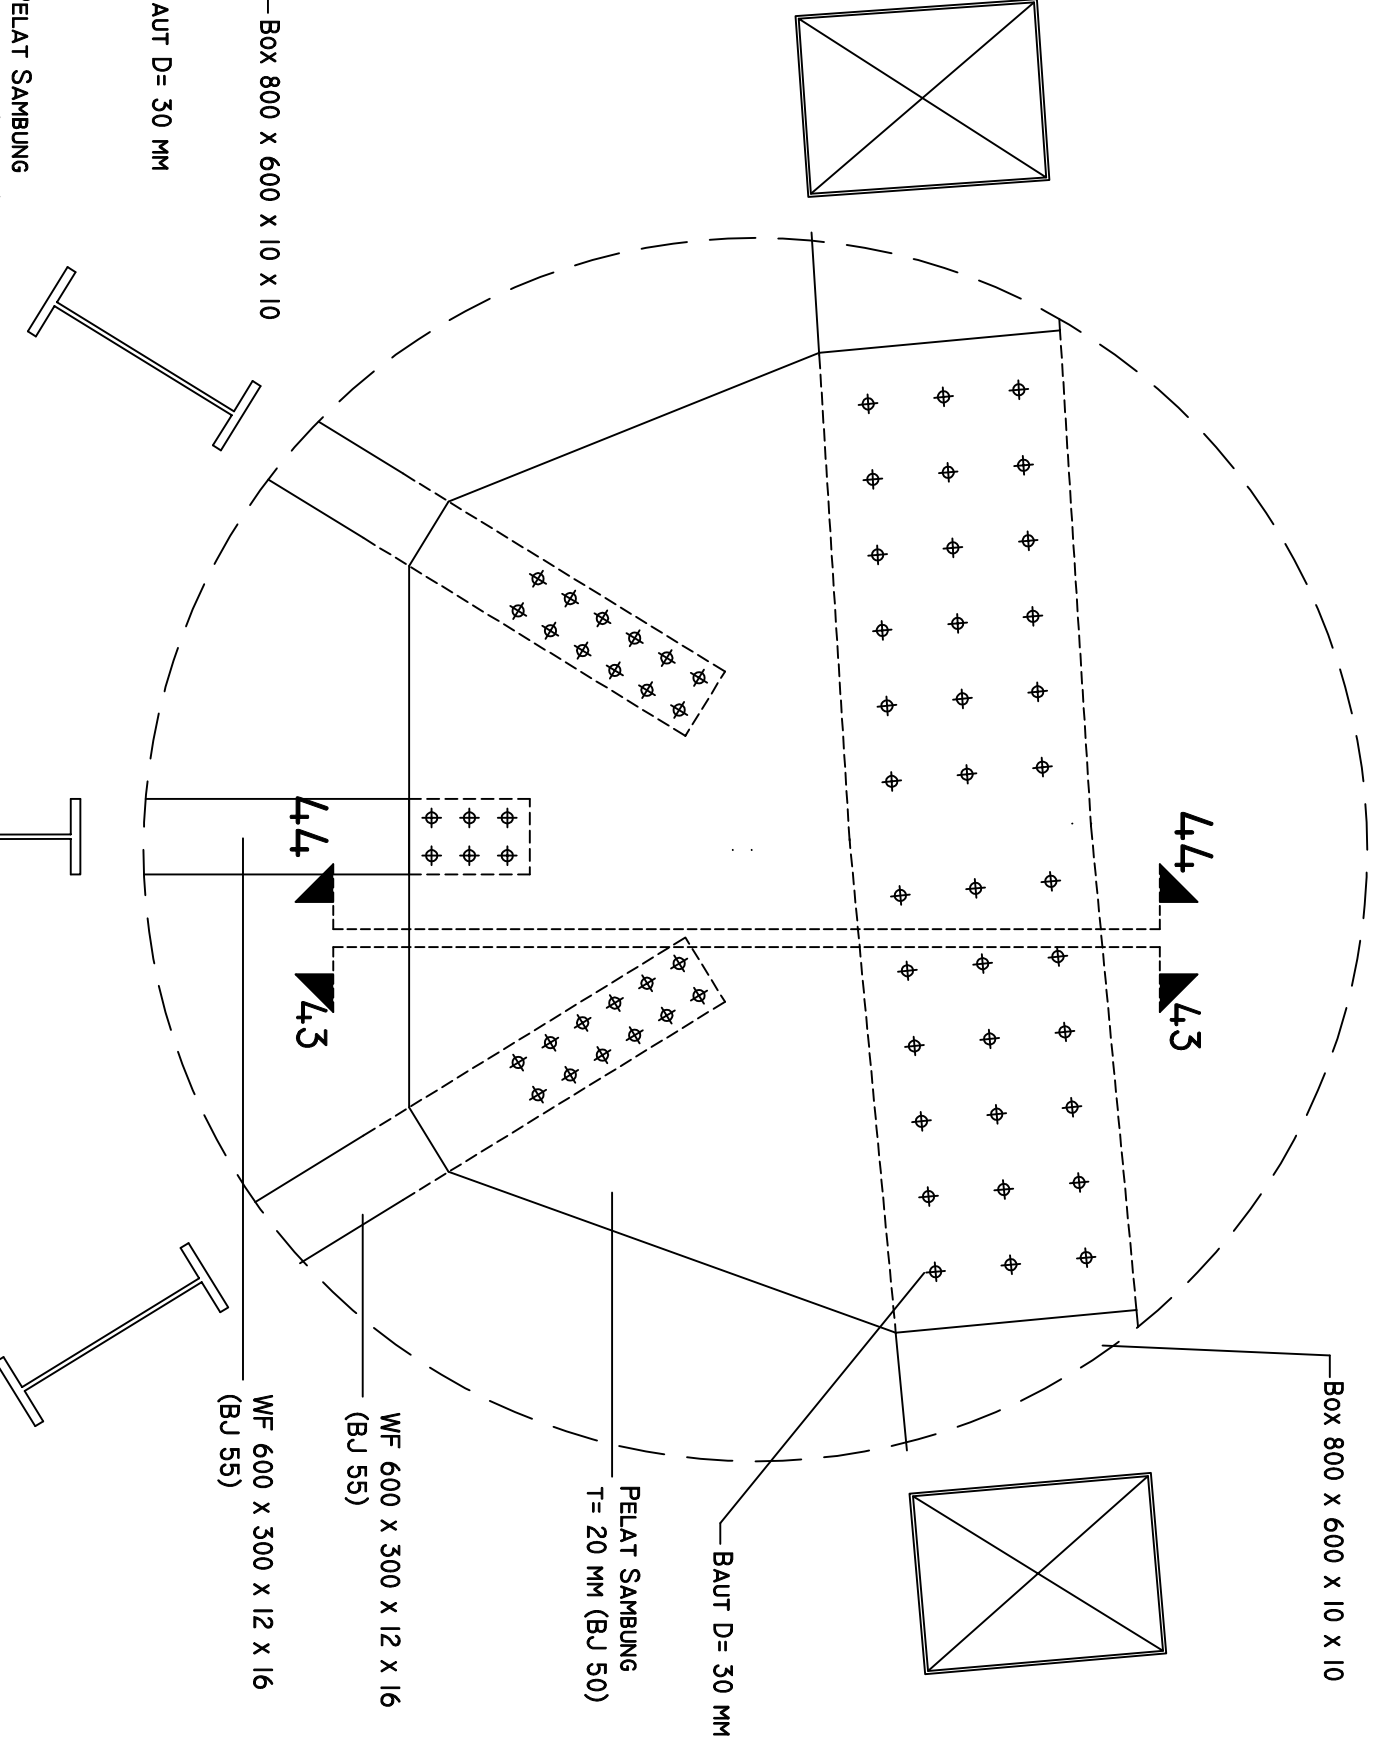 Box 800 x 600 x 10 x 10
Baut D= 30 mm
Pelat Sambung
T= 20 mm (BJ 50)
WF 600 x 300 x 12 x 16
(BJ 55)
WF 600 x 300 x 12 x 16
(BJ 55)
44
43
44
43
Box 800 x 600 x 10 x 10
aut D= 30 mm
elat Sambung